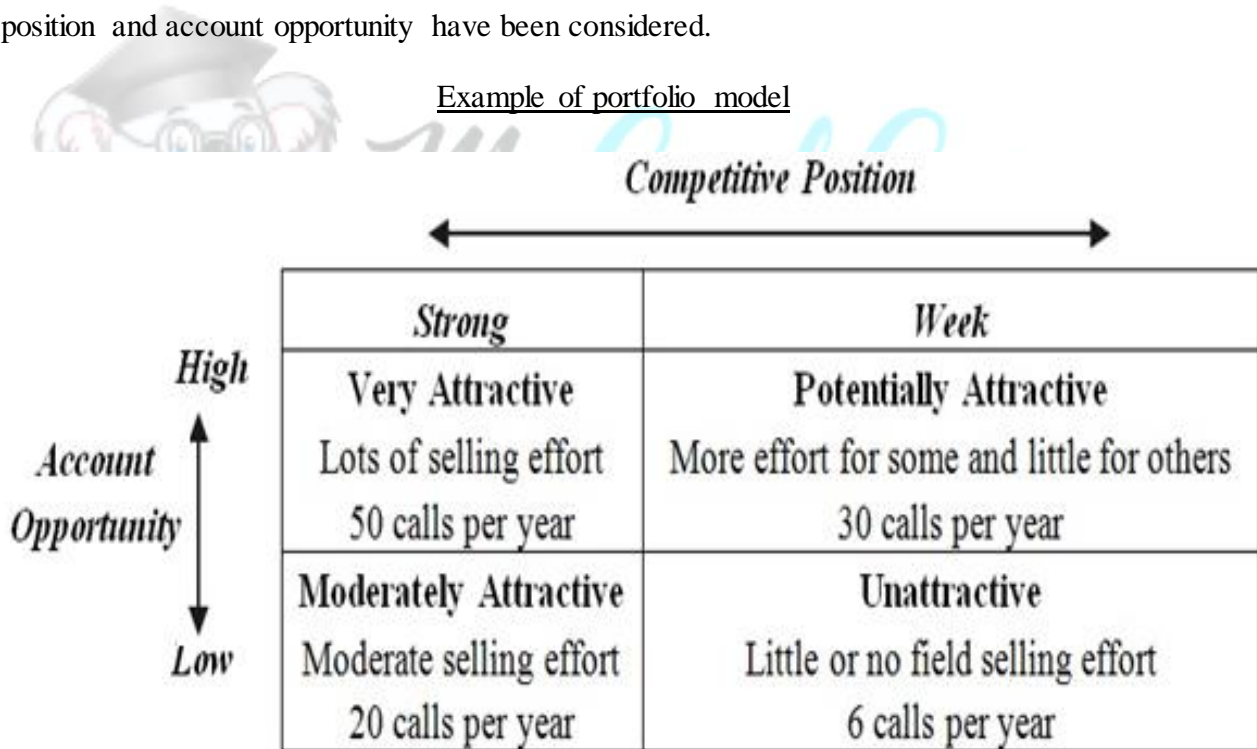 position and account opportunity have been considered.
Example of portfolio model
Competitive Position
Strong Week
High
Very Attractive Potentially Attractive
Account Lots of selling effort More effort for some and little for others
Opportunity 50 calls per year 30 calls per year
Moderately Attractive Unattractive
Low Moderate selling effort Little or no field selling effort
20 calls per year 6 calls per year